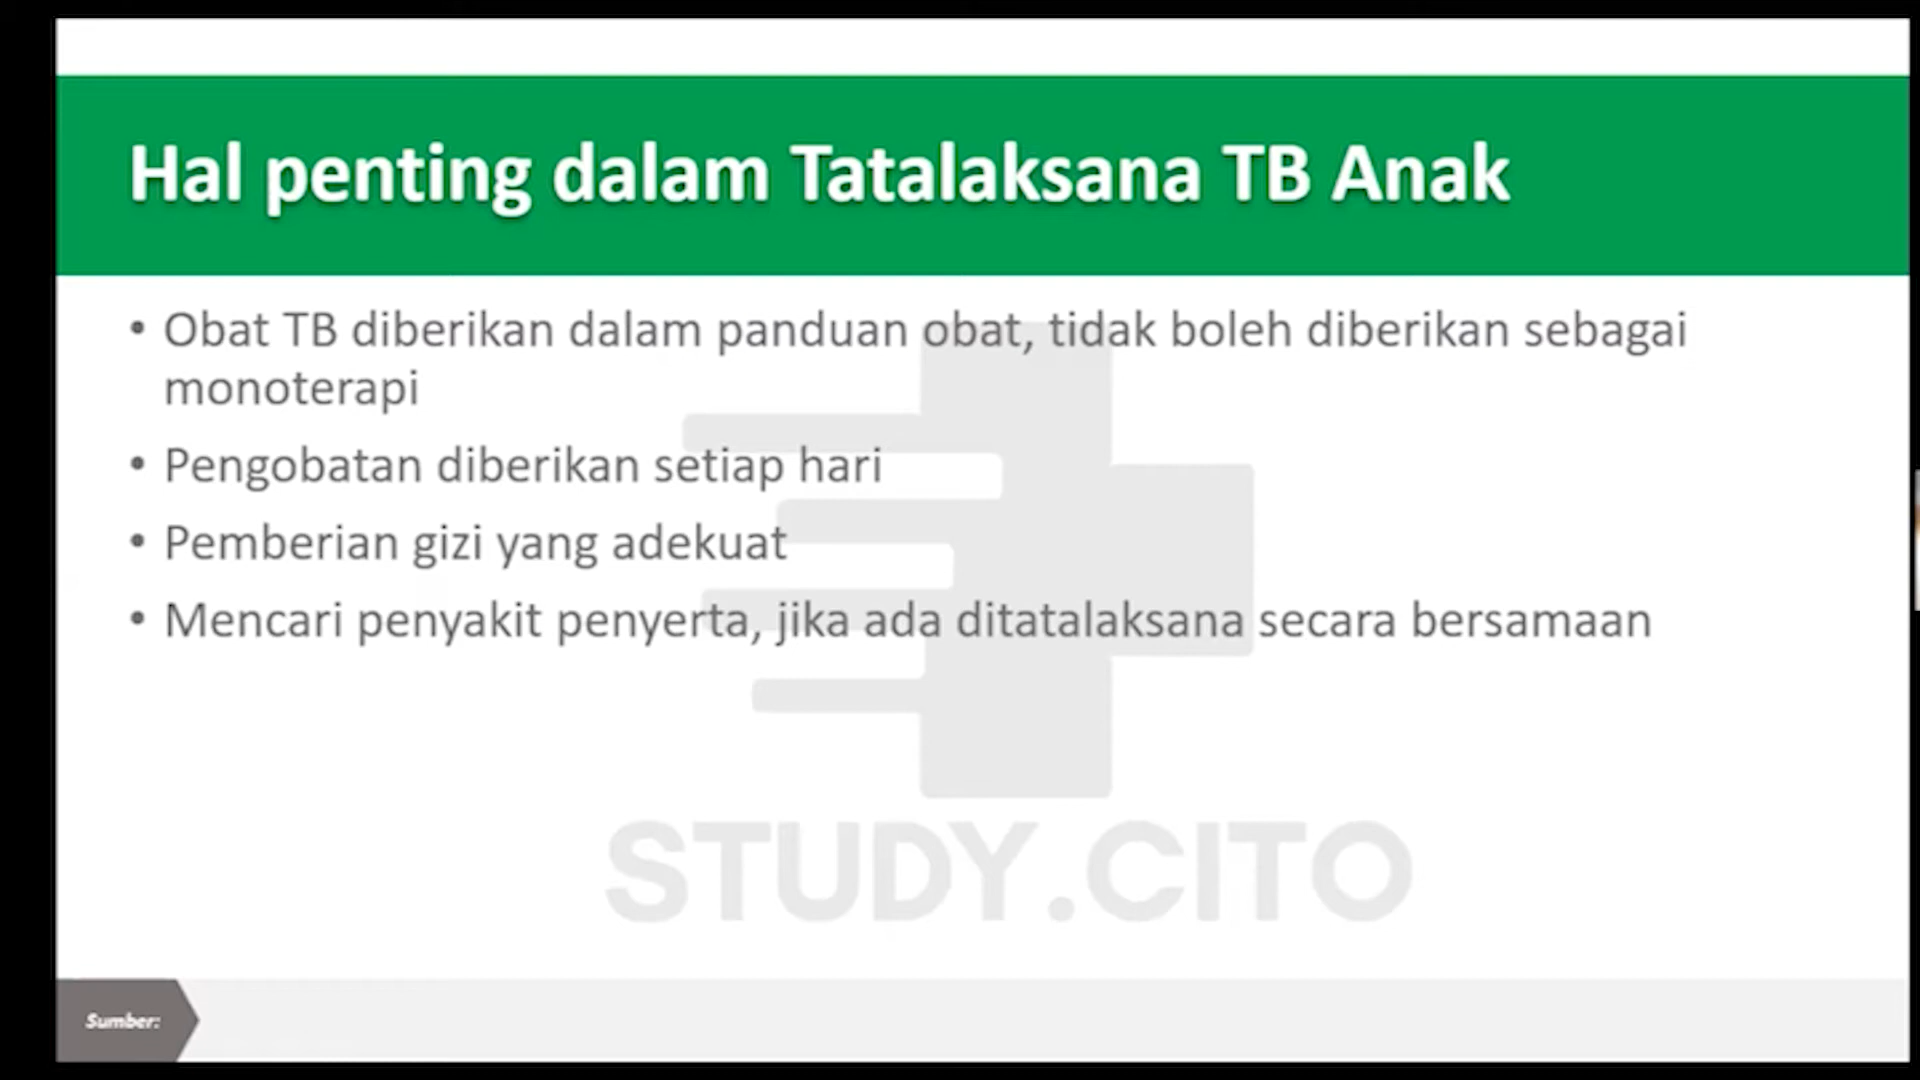 Hal penting dalam Tatalaksana TB Anak
• Obat TB diberikan dalam panduan obat, tidak boleh diberikan sebagai
monoterapi
• Pengobatan diberikan setiap hari
• Pemberian gizi yang adekuat
• Mencari penyakit penyerta, jika ada ditatalaksana secara bersamaan
STUDY.CITO
Sumber: